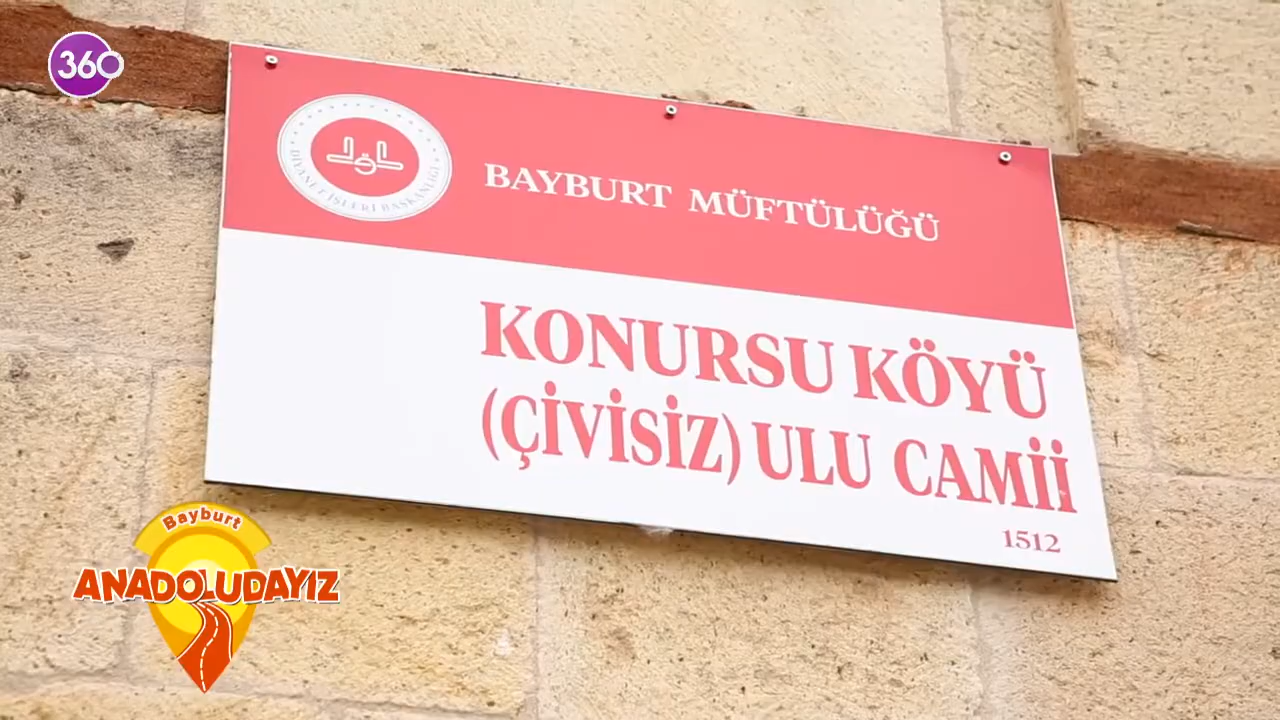 360
DİYANET İŞLERİ BAŞKANLIĞI
BAYBURT MÜFTÜLÜĞÜ
KONURSU KÖYÜ
(ÇİVİSİZ) ULU CAMİİ
1512
Bayburt
ANADOLUDAYIZ